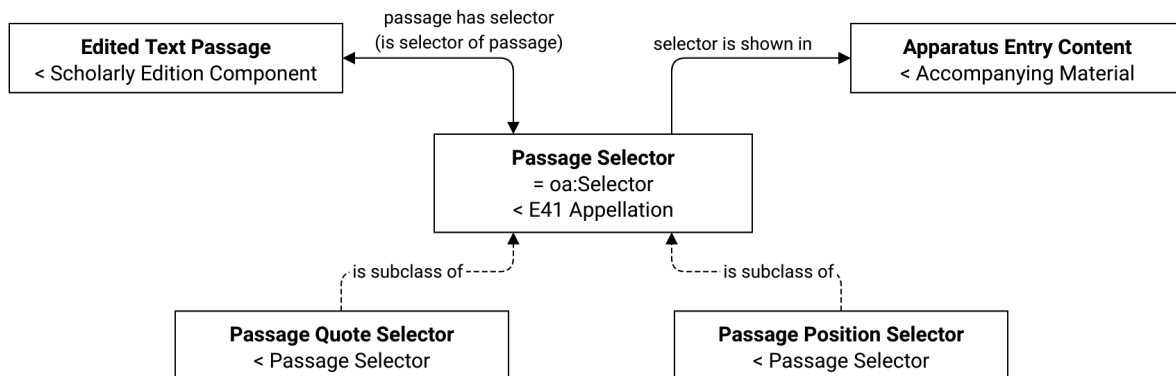 passage has selector
(is selector of passage)
Edited Text Passage
< Scholarly Edition Component
selector is shown in
Apparatus Entry Content
< Accompanying Material
Passage Selector
= oa:Selector
< E41 Appellation
is subclass of
is subclass of
Passage Quote Selector
< Passage Selector
Passage Position Selector
< Passage Selector